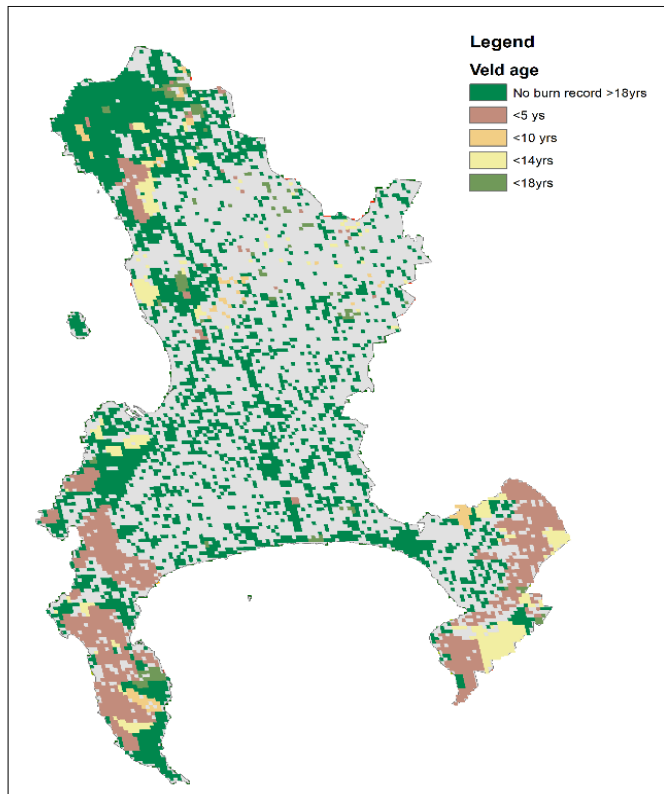 Legend
Veld age
No burn record >18yrs
<5 ys
<10 yrs
<14yrs
<18yrs